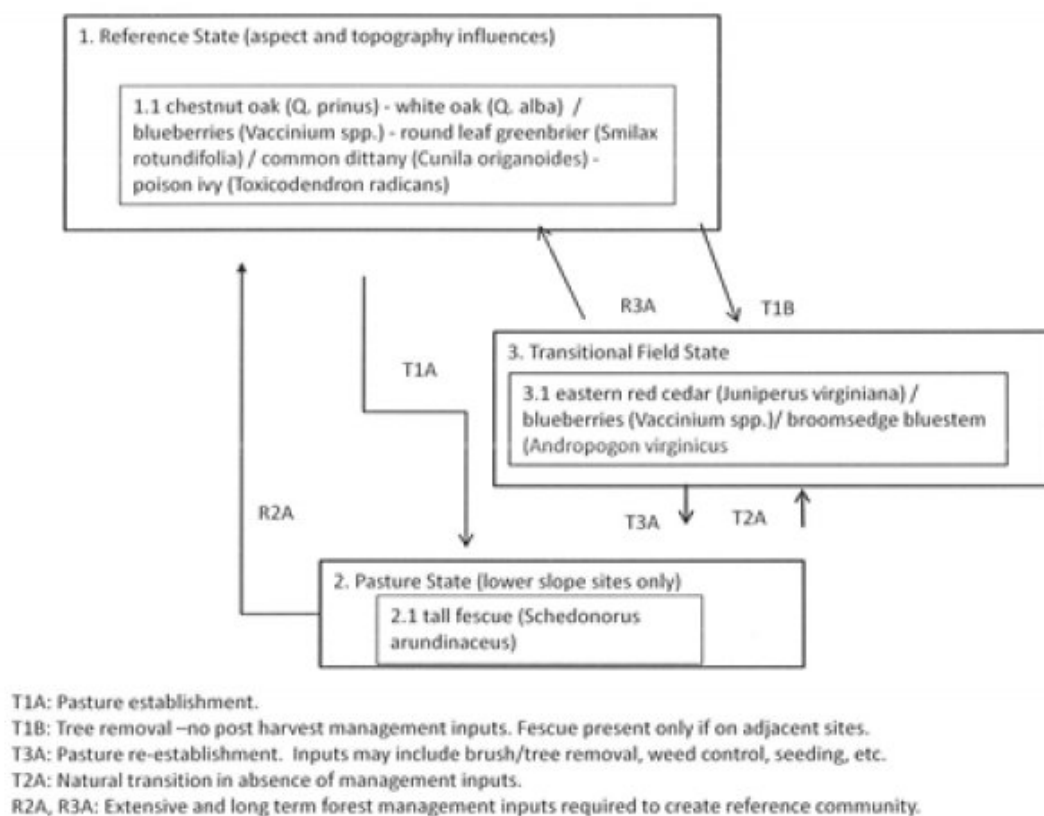 1. Reference State (aspect and topography influences)
1.1 chestnut oak (Q. prinus) - white oak (Q. alba) /
blueberries (Vaccinium spp.) - round leaf greenbrier (Smilax
rotundifolia) / common dittany (Cunila origanoides) -
poison ivy (Toxicodendron radicans)
R3A
T1B
3. Transitional Field State
T1A
3.1 eastern red cedar (Juniperus virginiana) /
blueberries (Vaccinium spp.)/ broomsedge bluestem
(Andropogon virginicus
R2A
T3A
T2A
2. Pasture State (lower slope sites only)
2.1 tall fescue (Schedonorus
arundinaceus)
T1A: Pasture establishment.
T1B: Tree removal –no post harvest management inputs. Fescue present only if on adjacent sites.
T3A: Pasture re-establishment. Inputs may include brush/tree removal, weed control, seeding, etc.
T2A: Natural transition in absence of management inputs.
R2A, R3A: Extensive and long term forest management inputs required to create reference community.